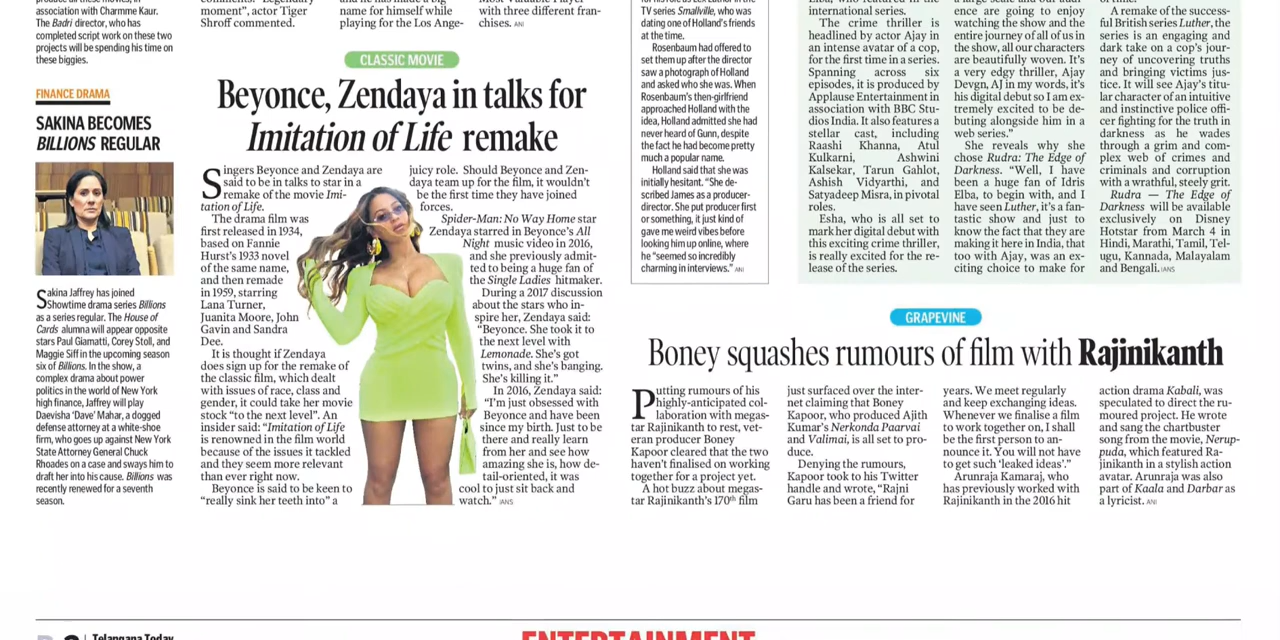 produce all these movies, in
association with Charmme Kaur.
The Badri director, who has
completed script work on these two
projects will be spending his time on
these biggies.
FINANCE DRAMA
SAKINA BECOMES
BILLIONS REGULAR
Sakina Jaffrey has joined
Showtime drama series Billions
as a series regular. The House of
Cards alumna will appear opposite
stars Paul Giamatti, Corey Stoll, and
Maggie Siff in the upcoming season
six of Billions. In the show, a
complex drama about power
politics in the world of New York
high finance, Jaffrey will play
Daevisha ‘Dave’ Mahar, a dogged
defense attorney at a white-shoe
firm, who goes up against New York
State Attorney General Chuck
Rhoades on a case and sways him to
draft her into his cause. Billions was
recently renewed for a seventh
season.
comments. “Legendary
moment”, actor Tiger
Shroff commented.
and he has made a big
name for himself while
playing for the Los Ange-
Most Valuable Player
with three different fran-
chises. ANI
CLASSIC MOVIE
Beyonce, Zendaya in talks for
Imitation of Life remake
Singers Beyonce and Zendaya are
said to be in talks to star in a
remake of the movie Imi-
tation of Life.
The drama film was
first released in 1934,
based on Fannie
Hurst’s 1933 novel
of the same name,
and then remade
in 1959, starring
Lana Turner,
Juanita Moore, John
Gavin and Sandra
Dee.
It is thought if Zendaya
does sign up for the remake of
the classic film, which dealt
with issues of race, class and
gender, it could take her movie
stock “to the next level”. An
insider said: “Imitation of Life
is renowned in the film world
because of the issues it tackled
and they seem more relevant
than ever right now.
Beyonce is said to be keen to
“really sink her teeth into” a
juicy role. Should Beyonce and Zen-
daya team up for the film, it wouldn’t
be the first time they have joined
forces.
Spider-Man: No Way Home star
Zendaya starred in Beyonce’s All
Night music video in 2016,
and she previously admit-
ted to being a huge fan of
the Single Ladies hitmaker.
During a 2017 discussion
about the stars who in-
spire her, Zendaya said:
“Beyonce. She took it to
the next level with
Lemonade. She’s got
twins, and she’s banging.
She’s killing it.”
In 2016, Zendaya said:
“I’m just obsessed with
Beyonce and have been
since my birth. Just to be
there and really learn
from her and see how
amazing she is, how de-
tail-oriented, it was
cool to just sit back and
watch.” IANS
TV series Smallville, who was
dating one of Holland’s friends
at the time.
Rosenbaum had offered to
set them up after the director
saw a photograph of Holland
and asked who she was. When
Rosenbaum’s then-girlfriend
approached Holland with the
idea, Holland admitted she had
never heard of Gunn, despite
the fact he had become pretty
much a popular name.
Holland said that she was
initially hesitant. “She de-
scribed James as a producer-
director. She put producer first
or something, it just kind of
gave me weird vibes before
looking him up online, where
he “seemed so incredibly
charming in interviews.” ANI
Esha, who featured in the
international series.
The crime thriller is
headlined by actor Ajay in
an intense avatar of a cop,
for the first time in a series.
Spanning across six
episodes, it is produced by
Applause Entertainment in
association with BBC Stu-
dios India. It also features a
stellar cast, including
Raashi Khanna, Atul
Kulkarni, Ashwini
Kalsekar, Tarun Gahlot,
Ashish Vidyarthi, and
Satyadeep Misra, in pivotal
roles.
Esha, who is all set to
mark her digital debut with
this exciting crime thriller,
is really excited for the re-
lease of the series.
a large scale and our audi-
ence are going to enjoy
watching the show and the
entire journey of all of us in
the show, all our characters
are beautifully woven. It’s
a very edgy thriller, Ajay
Devgn, AJ in my words, it’s
his digital debut so I am ex-
tremely excited to be de-
buting alongside him in a
web series.”
She reveals why she
chose Rudra: The Edge of
Darkness. “Well, I have
been a huge fan of Idris
Elba, to begin with, and I
have seen Luther, it’s a fan-
tastic show and just to
know the fact that they are
making it here in India, that
too with Ajay, was an ex-
citing choice to make for
of time.
A remake of the success-
ful British series Luther, the
series is an engaging and
dark take on a cop’s jour-
ney of uncovering truths
and bringing victims jus-
tice. It will see Ajay’s titu-
lar character of an intuitive
and instinctive police offi-
cer fighting for the truth in
darkness as he wades
through a grim and com-
plex web of crimes and
criminals and corruption
with a wrathful, steely grit.
Rudra — The Edge of
Darkness will be available
exclusively on Disney
Hotstar from March 4 in
Hindi, Marathi, Tamil, Tel-
ugu, Kannada, Malayalam
and Bengali. IANS
GRAPEVINE
Boney squashes rumours of film with Rajinikanth
Putting rumours of his
highly-anticipated col-
laboration with megas-
tar Rajinikanth to rest, vet-
eran producer Boney
Kapoor cleared that the two
haven’t finalised on working
together for a project yet.
A hot buzz about megas-
tar Rajinikanth’s 170th film
just surfaced over the inter-
net claiming that Boney
Kapoor, who produced Ajith
Kumar’s Nerkonda Paarvai
and Valimai, is all set to pro-
duce.
Denying the rumours,
Kapoor took to his Twitter
handle and wrote, “Rajni
Garu has been a friend for
years. We meet regularly
and keep exchanging ideas.
Whenever we finalise a film
to work together on, I shall
be the first person to an-
nounce it. You will not have
to get such ‘leaked ideas’.”
Arunraja Kamaraj, who
has previously worked with
Rajinikanth in the 2016 hit
action drama Kabali, was
speculated to direct the ru-
moured project. He wrote
and sang the chartbuster
song from the movie, Nerup-
puda, which featured Ra-
jinikanth in a stylish action
avatar. Arunraja was also
part of Kaala and Darbar as
a lyricist. ANI
Telangana Today
ENTERTAINMENT